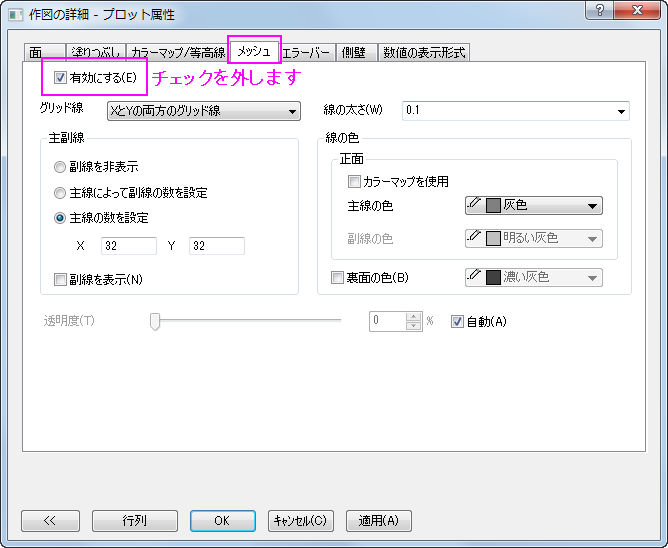 作図の詳細 - プロット属性
面 塗りつぶし カラーマップ/等高線 メッシュ エラーバー 側壁 数値の表示形式
有効にする(E) チェックを外します
グリッド線 XとYの両方のグリッド線 線の太さ(W) 0.1
主副線
副線を非表示
主線によって副線の数を設定
主線の数を設定
X 32 Y 32
副線を表示(N)
線の色
正面
カラーマップを使用
主線の色 灰色
副線の色 明るい灰色
裏面の色(B) 濃い灰色
透明度(T) 0 % 自動(A)
<< 行列 OK キャンセル(C) 適用(A)